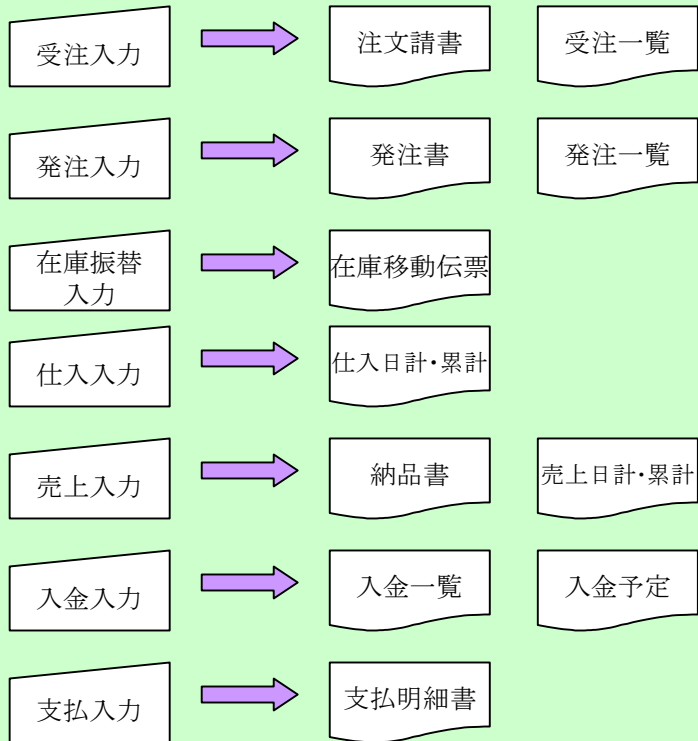 受注入力
注文請書
受注一覧
発注入力
発注書
発注一覧
在庫振替
入力
在庫移動伝票
仕入入力
仕入日計・累計
売上入力
納品書
売上日計・累計
入金入力
入金一覧
入金予定
支払入力
支払明細書